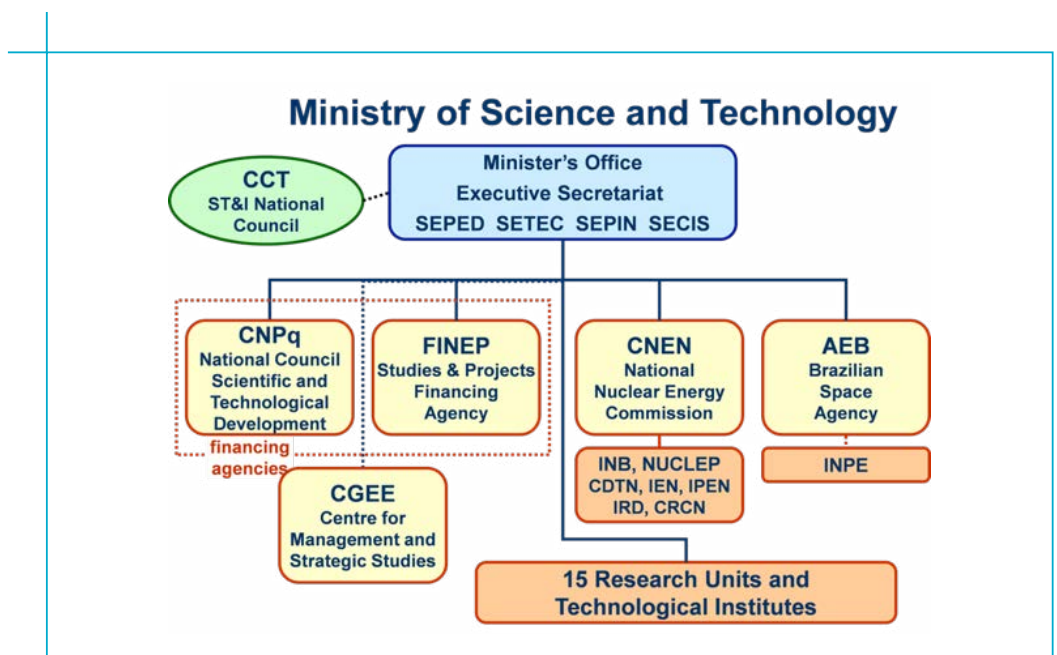 Ministry of Science and Technology
CCT
ST&I National
Council
Minister's Office
Executive Secretariat
SEPED SETEC SEPIN SECIS
CNPq
National Council
Scientific and
Technological
Development
FINEP
Studies & Projects
Financing
Agency
CNEN
National
Nuclear Energy
Commission
AEB
Brazilian
Space
Agency
financing
agencies
INB, NUCLEP
CDTN, IEN, IPEN
IRD, CRCN
INPE
CGEE
Centre for
Management and
Strategic Studies
15 Research Units and
Technological Institutes